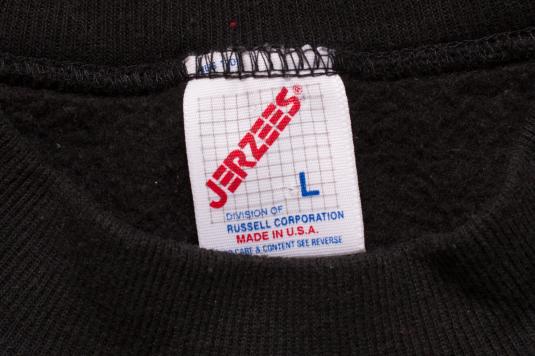 JERZEES®
L
DIVISION OF
RUSSELL CORPORATION
MADE IN U.S.A.
CARE & CONTENT SEE REVERSE